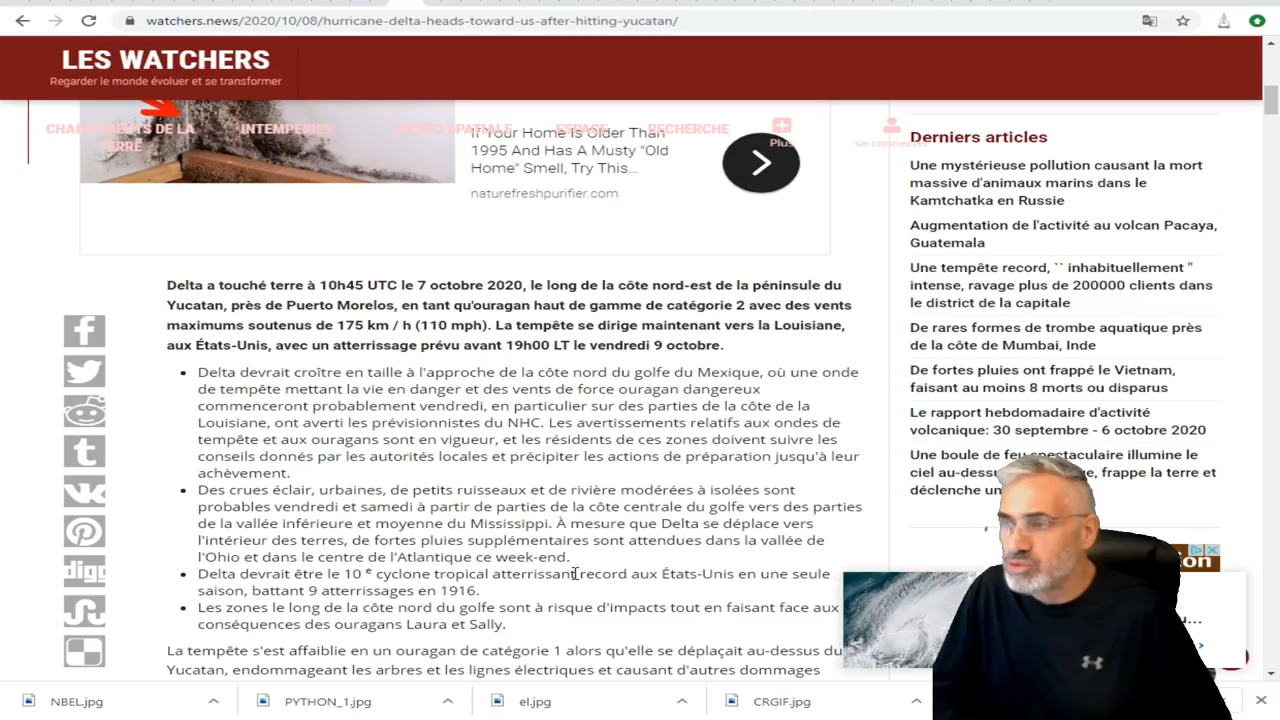 watchers.news/2020/10/08/hurricane-delta-heads-toward-us-after-hitting-yucatan/
LES WATCHERS
Regarder le monde évoluer et se transformer
CHANGEMENTS DE LA
TERRE
INTEMPERIES
MÉTÉO SPATIALE
ESPACE
RECHERCHE
Plus
se connecter
If Your Home Is Older Than
1995 And Has A Musty "Old
Home" Smell, Try This...
naturefreshpurifier.com
Delta a touché terre à 10h45 UTC le 7 octobre 2020, le long de la côte nord-est de la péninsule du
Yucatan, près de Puerto Morelos, en tant qu'ouragan haut de gamme de catégorie 2 avec des vents
maximums soutenus de 175 km / h (110 mph). La tempête se dirige maintenant vers la Louisiane,
aux États-Unis, avec un atterrissage prévu avant 19h00 LT le vendredi 9 octobre.
Delta devrait croître en taille à l'approche de la côte nord du golfe du Mexique, où une onde
de tempête mettant la vie en danger et des vents de force ouragan dangereux
commenceront probablement vendredi, en particulier sur des parties de la côte de la
Louisiane, ont averti les prévisionnistes du NHC. Les avertissements relatifs aux ondes de
tempête et aux ouragans sont en vigueur, et les résidents de ces zones doivent suivre les
conseils donnés par les autorités locales et précipiter les actions de préparation jusqu'à leur
achèvement.
Des crues éclair, urbaines, de petits ruisseaux et de rivière modérées à isolées sont
probables vendredi et samedi à partir de parties de la côte centrale du golfe vers des parties
de la vallée inférieure et moyenne du Mississippi. À mesure que Delta se déplace vers
l'intérieur des terres, de fortes pluies supplémentaires sont attendues dans la vallée de
l'Ohio et dans le centre de l'Atlantique ce week-end.
Delta devrait être le 10 e cyclone tropical atterrissant record aux États-Unis en une seule
saison, battant 9 atterrissages en 1916.
Les zones le long de la côte nord du golfe sont à risque d'impacts tout en faisant face aux
conséquences des ouragans Laura et Sally.
La tempête s'est affaiblie en un ouragan de catégorie 1 alors qu'elle se déplaçait au-dessus du
Yucatan, endommageant les arbres et les lignes électriques et causant d'autres dommages
Derniers articles
Une mystérieuse pollution causant la mort
massive d'animaux marins dans le
Kamtchatka en Russie
Augmentation de l'activité au volcan Pacaya,
Guatemala
Une tempête record, `` inhabituellement ''
intense, ravage plus de 200000 clients dans
le district de la capitale
De rares formes de trombe aquatique près
de la côte de Mumbai, Inde
De fortes pluies ont frappé le Vietnam,
faisant au moins 8 morts ou disparus
Le rapport hebdomadaire d'activité
volcanique: 30 septembre - 6 octobre 2020
Une boule de feu spectaculaire illumine le
ciel au-dessus frappe la terre et
déclenche
digg
NBEL.jpg
PYTHON_1.jpg
el.jpg
CRGIF.jpg